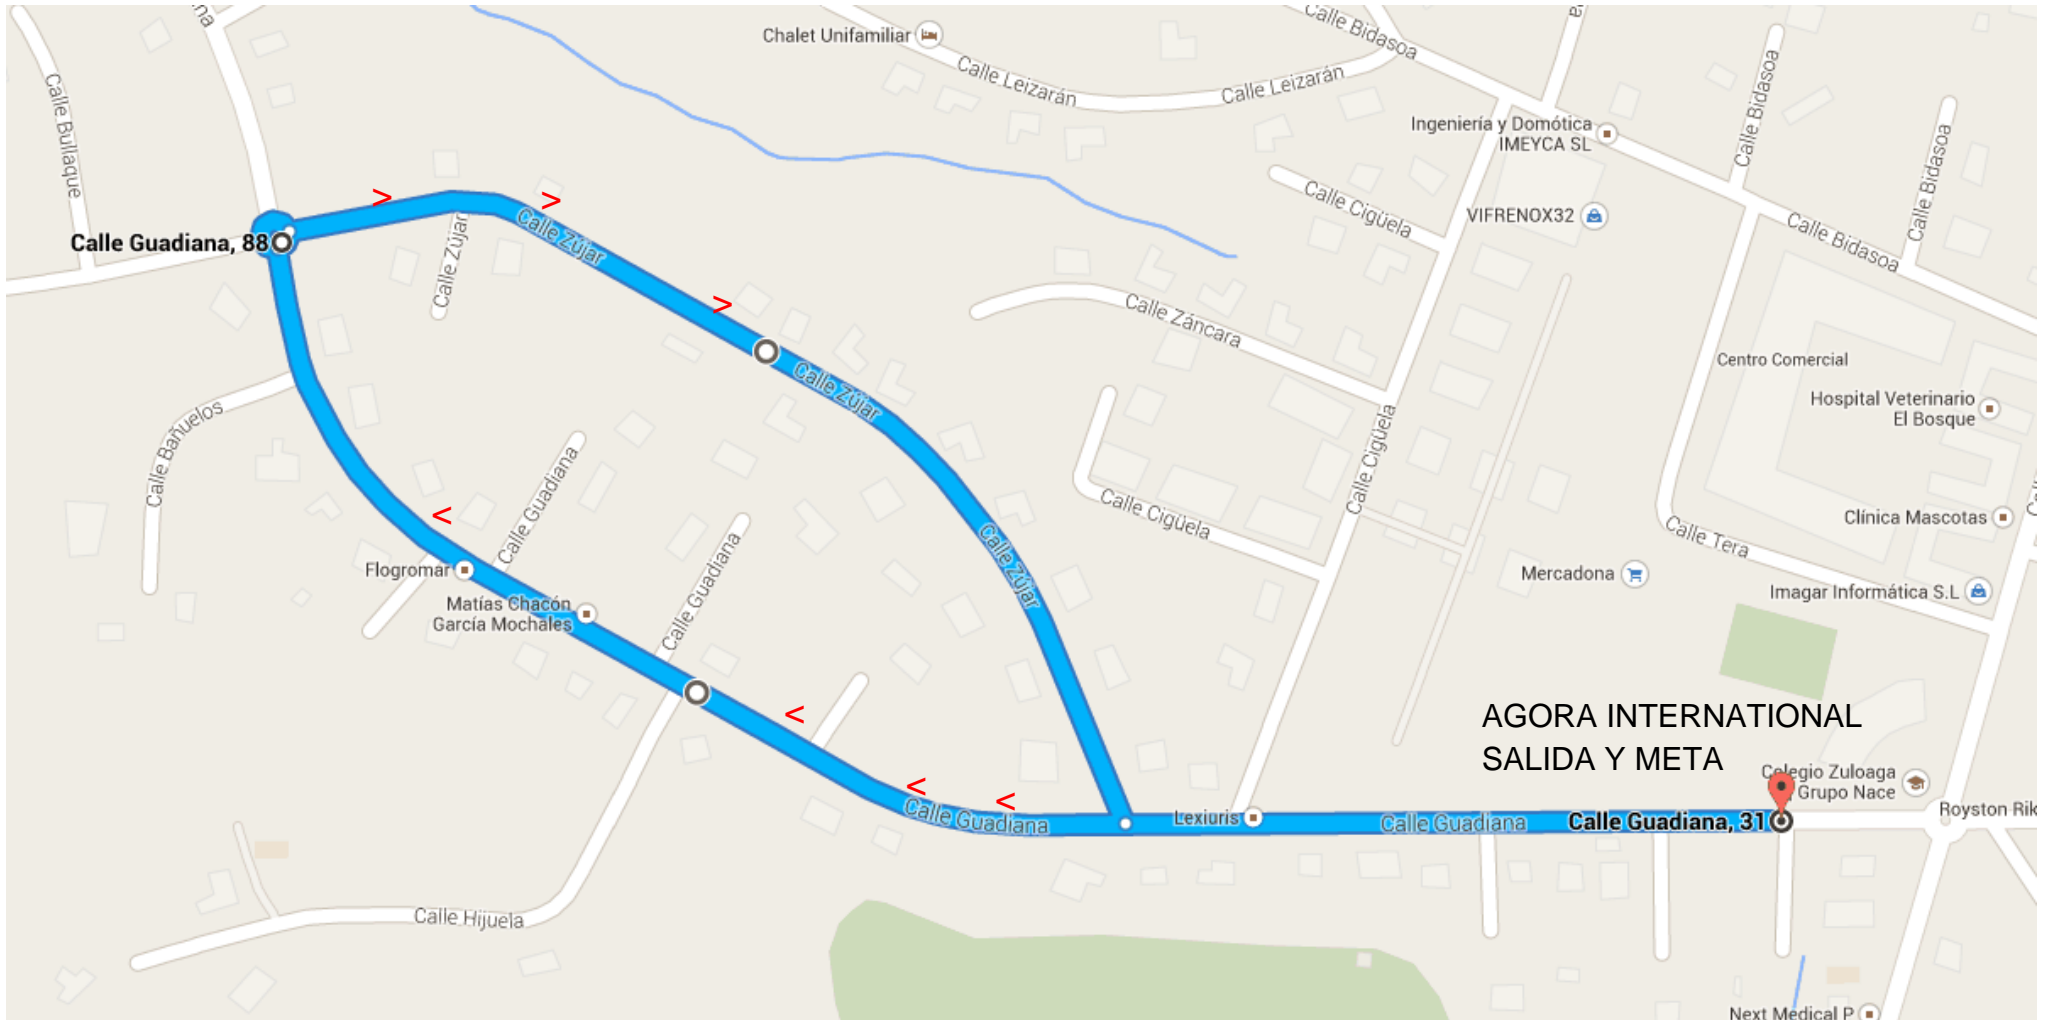 na
Calle Bullaque
Chalet Unifamiliar
Calle Leizarán
Calle Leizarán
Calle Bidasoa
Calle Bidasoa
Calle Bidasoa
Calle Bidasoa
Ingeniería y Domótica
IMEYCA SL
VIFRENOX32
Calle Cigüela
Calle Záncara
Calle Guadiana, 88
>
>
>
Calle Zújar
Calle Zújar
Calle Zújar
Calle Zújar
Centro Comercial
Hospital Veterinario
El Bosque
Calle Bañuelos
Calle Guadiana
Calle Guadiana
Calle Cigüela
Calle Cigüela
Clínica Mascotas
Calle Tera
<
Flogromar
Matías Chacón
García Mochales
Mercadona
Imagar Informática S.L
<
<
<
AGORA INTERNATIONAL
SALIDA Y META
Colegio Zuloaga
Grupo Nace
Calle Guadiana
Lexiuris
Calle Guadiana
Calle Guadiana, 31
Royston Rik
Calle Hijuela
Next Medical P